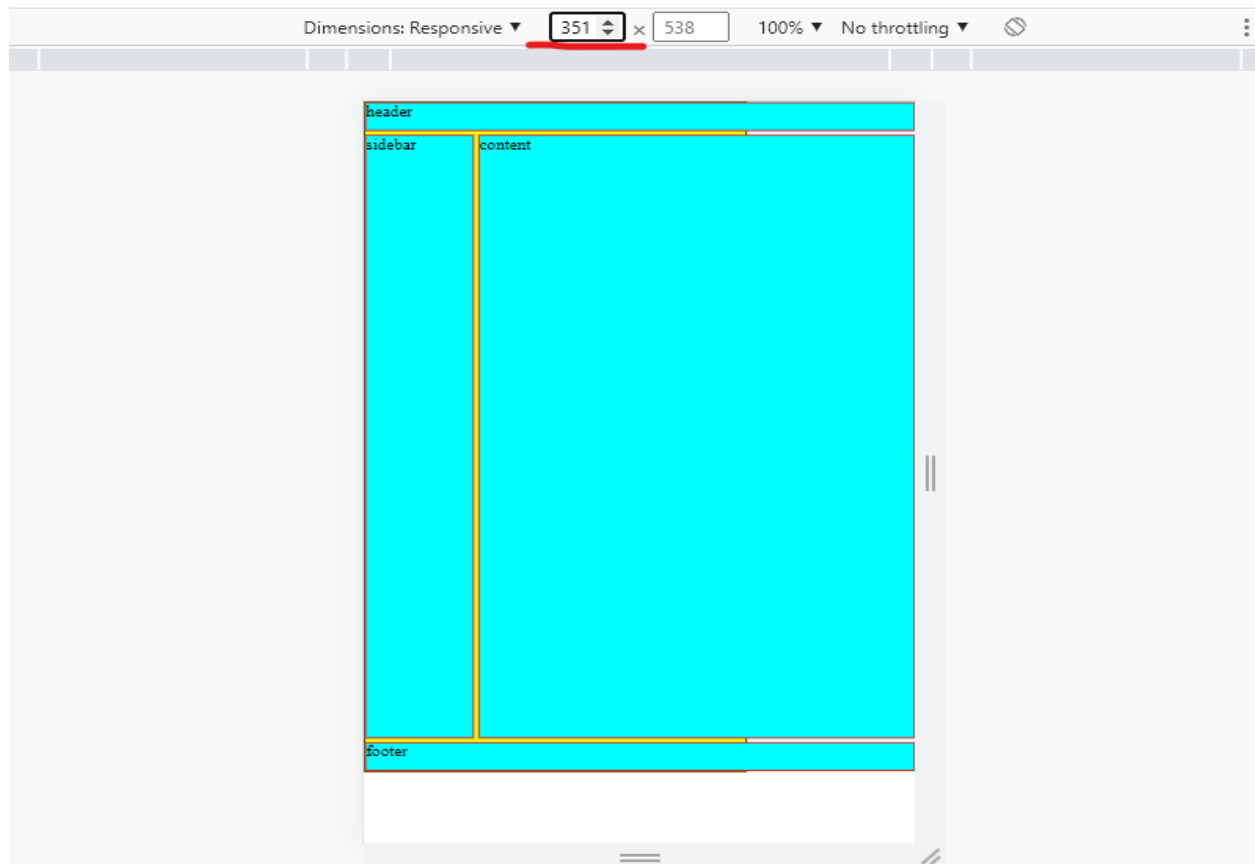 Dimensions: Responsive ▼ 351 × 538 100% ▼ No throttling ▼
header
sidebar content
footer